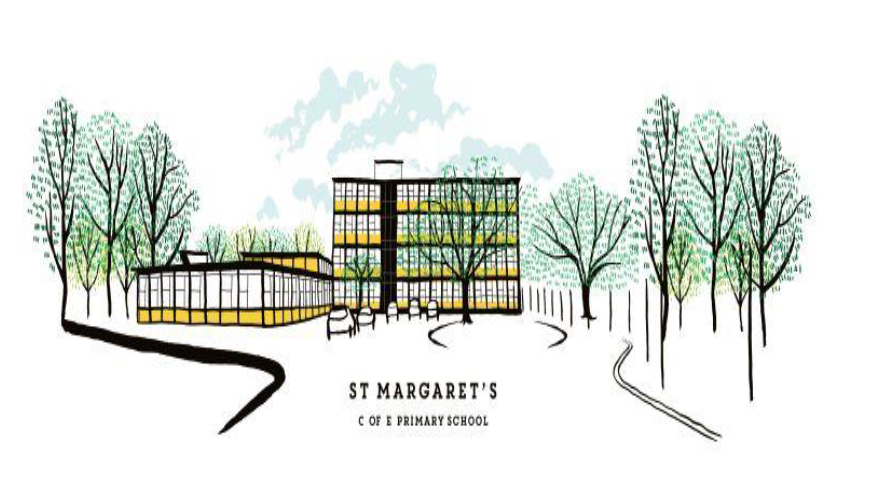 ST MARGARET'S
C OF E PRIMARY SCHOOL